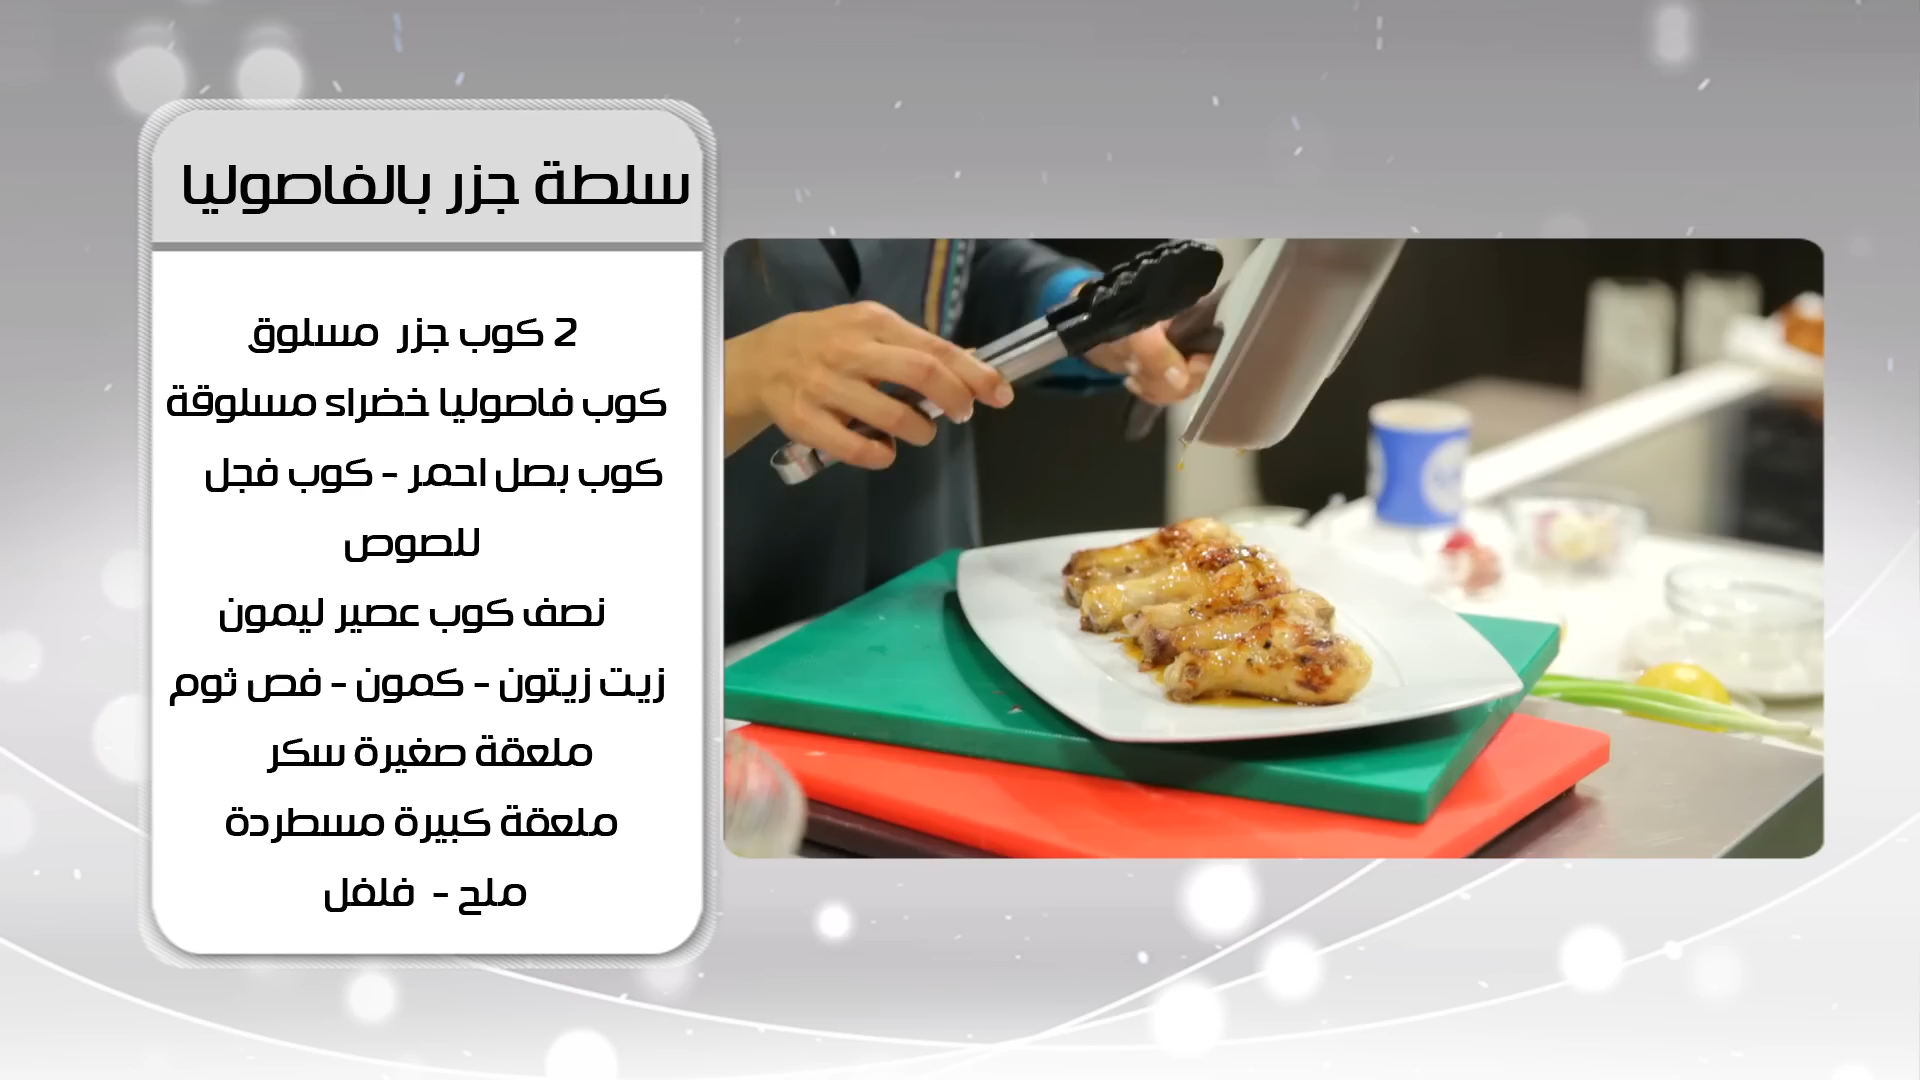 سلطة جزر بالفاصوليا
2 كوب جزر مسلوق
كوب فاصوليا خضراء مسلوقة
كوب بصل احمر - كوب فجل
للصوص
نصف كوب عصير ليمون
زيت زيتون - كمون - فص ثوم
ملعقة صغيرة سكر
ملعقة كبيرة مسطردة
ملح - فلفل